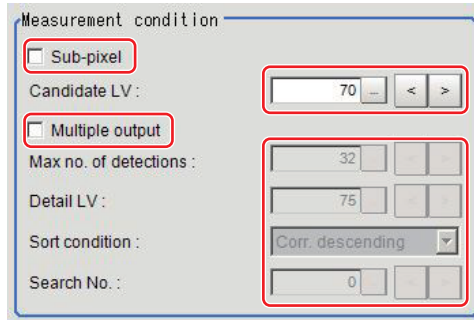 Measurement condition
Sub-pixel
Candidate LV : 70 ... < >
Multiple output
Max no. of detections : 32 ... < >
Detail LV : 75 ... < >
Sort condition : Corr. descending
Search No. : 0 ... < >